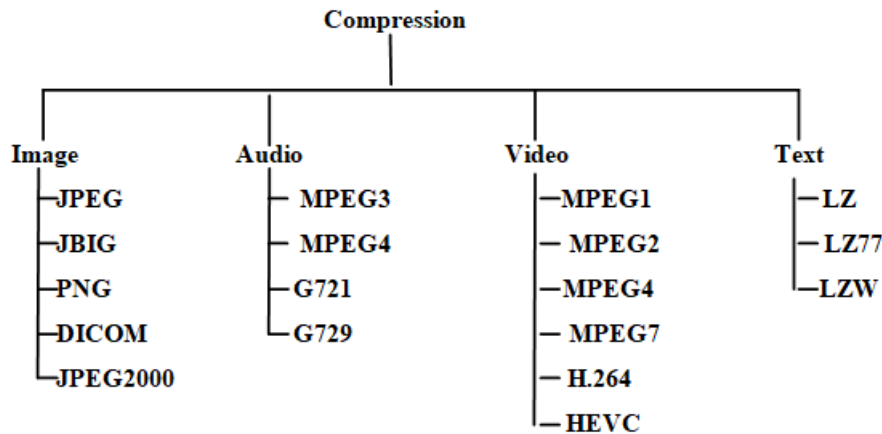 Compression
Image Audio Video Text
JPEG MPEG3 MPEG1 LZ
JBIG MPEG4 MPEG2 LZ77
PNG G721 MPEG4 LZW
DICOM G729 MPEG7
JPEG2000 H.264
HEVC